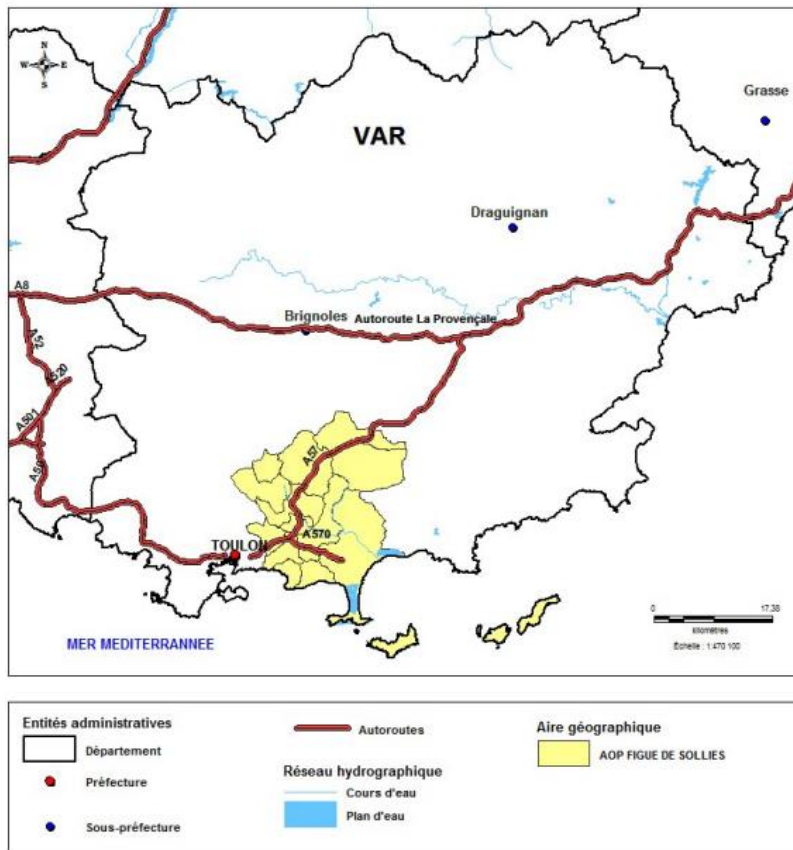 N
W E
S
VAR
Grasse
Draguignan
A8
Brignoles
Autoroute La Provençale
A52
A520
A501
A50
A57
TOULON
A570
MER MEDITERRANNEE
0 17,38
kilomètres
Échelle : 1:470 100
Entités administratives
Département
Préfecture
Sous-préfecture
Autoroutes
Réseau hydrographique
Cours d'eau
Plan d'eau
Aire géographique
AOP FIGUE DE SOLLIES